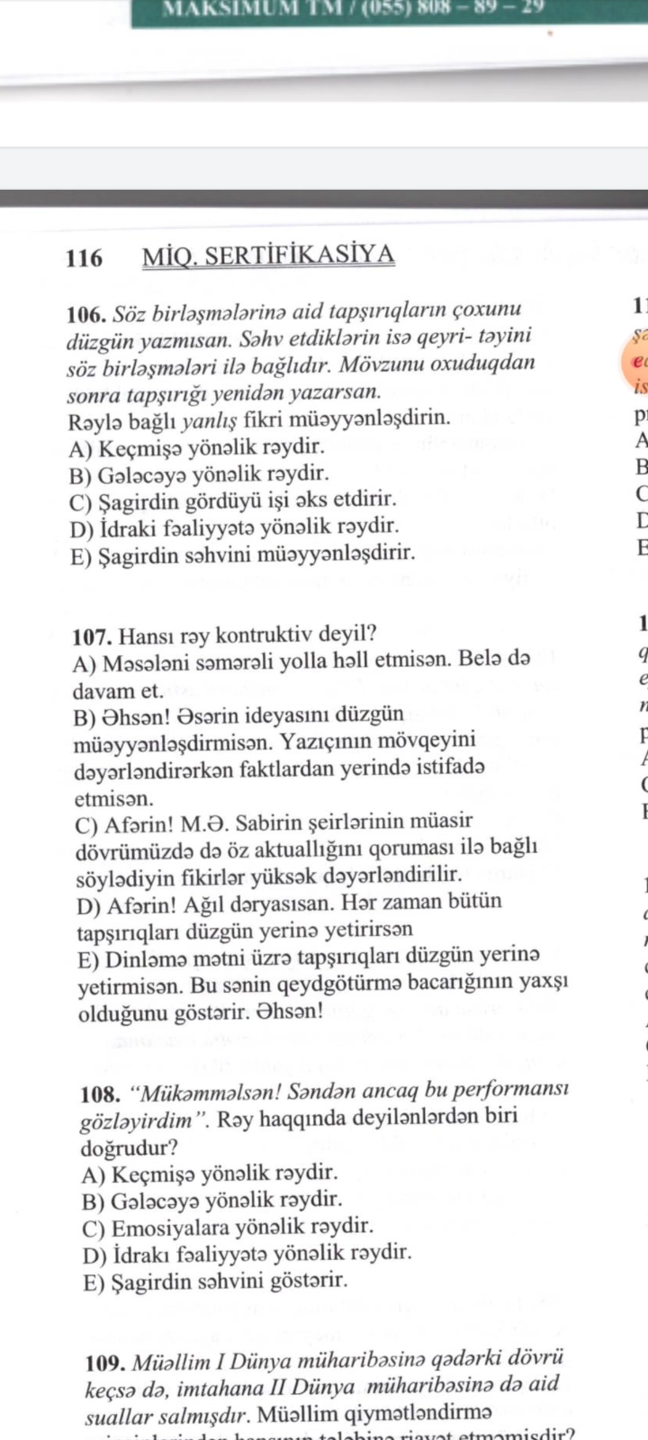 MAKSIMUM TM / (055) 808 – 89 – 29
116 MİQ. SERTİFİKASİYA
106. Söz birləşmələrinə aid tapşırıqların çoxunu
düzgün yazmısan. Səhv etdiklərin isə qeyri- təyini
söz birləşmələri ilə bağlıdır. Mövzunu oxuduqdan
sonra tapşırığı yenidən yazarsan.
Rəylə bağlı yanlış fikri müəyyənləşdirin.
A) Keçmişə yönəlik rəydir.
B) Gələcəyə yönəlik rəydir.
C) Şagirdin gördüyü işi əks etdirir.
D) İdraki fəaliyyətə yönəlik rəydir.
E) Şagirdin səhvini müəyyənləşdirir.
107. Hansı rəy kontruktiv deyil?
A) Məsələni səmərəli yolla həll etmisən. Belə də
davam et.
B) Əhsən! Əsərin ideyasını düzgün
müəyyənləşdirmisən. Yazıçının mövqeyini
dəyərləndirərkən faktlardan yerində istifadə
etmisən.
C) Afərin! M.Ə. Sabirin şeirlərinin müasir
dövrümüzdə də öz aktuallığını qoruması ilə bağlı
söylədiyin fikirlər yüksək dəyərləndirilir.
D) Afərin! Ağıl dəryasısan. Hər zaman bütün
tapşırıqları düzgün yerinə yetirirsən
E) Dinləmə mətni üzrə tapşırıqları düzgün yerinə
yetirmisən. Bu sənin qeydgötürmə bacarığının yaxşı
olduğunu göstərir. Əhsən!
108. “Mükəmməlsən! Səndən ancaq bu performansı
gözləyirdim”. Rəy haqqında deyilənlərdən biri
doğrudur?
A) Keçmişə yönəlik rəydir.
B) Gələcəyə yönəlik rəydir.
C) Emosiyalara yönəlik rəydir.
D) İdrakı fəaliyyətə yönəlik rəydir.
E) Şagirdin səhvini göstərir.
109. Müəllim I Dünya müharibəsinə qədərki dövrü
keçsə də, imtahana II Dünya müharibəsinə də aid
suallar salmışdır. Müəllim qiymətləndirmə
hansının tələbinə riayət etməmişdir?